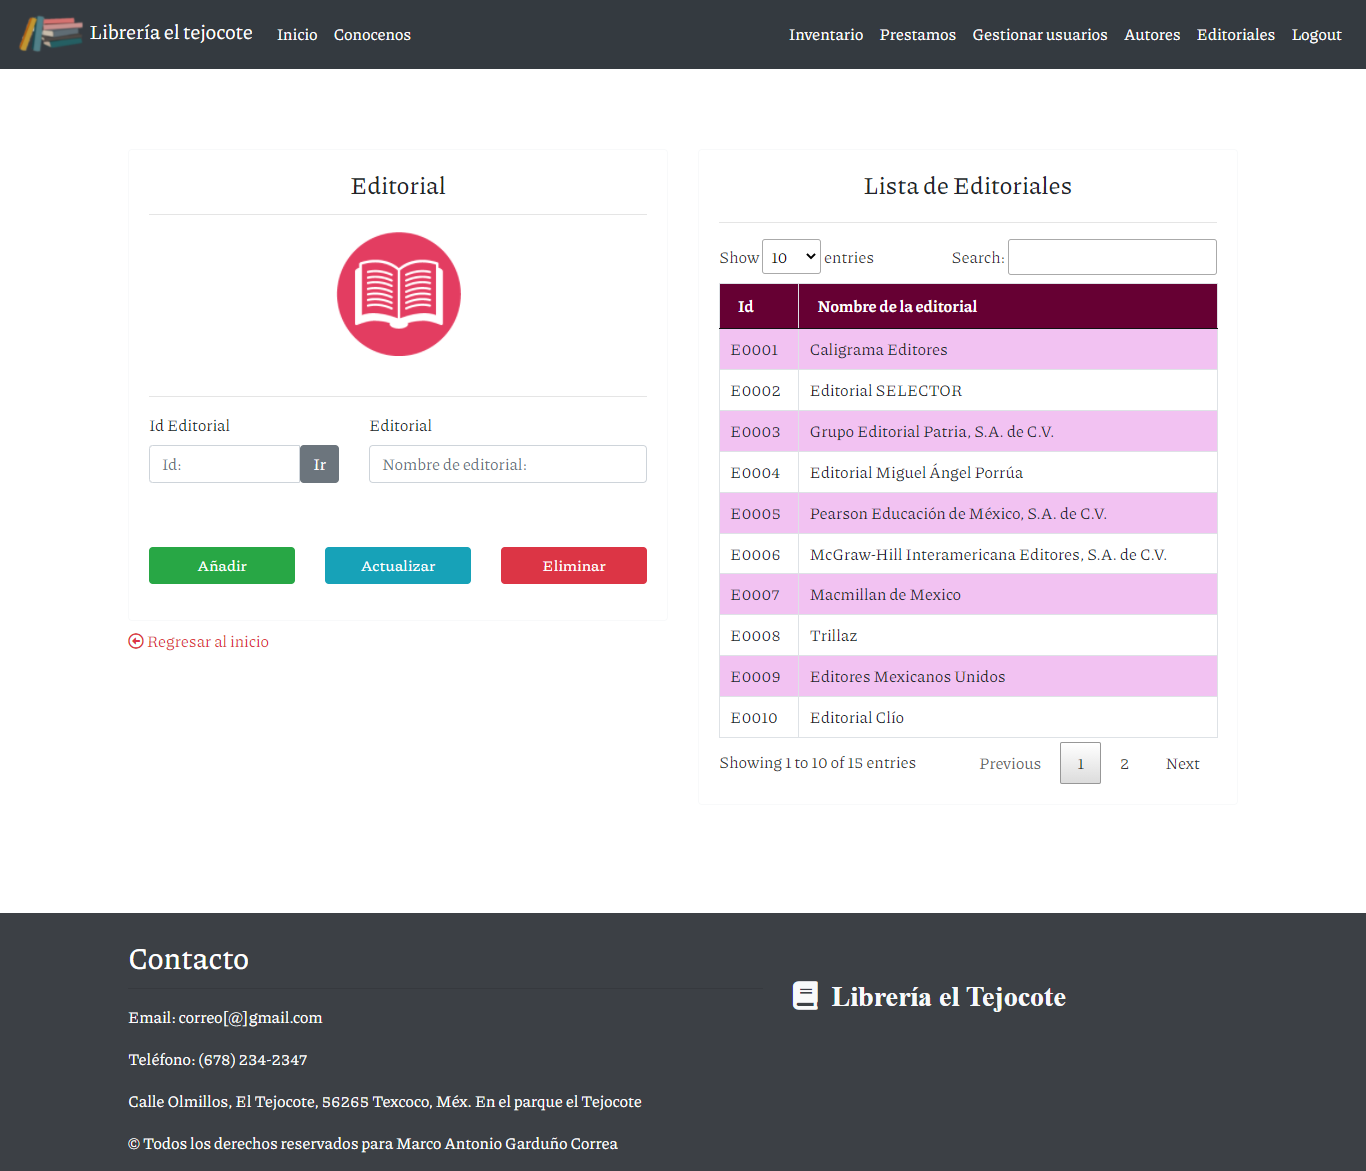 Librería el tejocote Inicio Conocenos Inventario Prestamos Gestionar usuarios Autores Editoriales Logout
Editorial
Id Editorial Editorial
Id: Ir Nombre de editorial:
Añadir Actualizar Eliminar
Regresar al inicio
Lista de Editoriales
Show 10 entries Search:
Id Nombre de la editorial
E0001 Caligrama Editores
E0002 Editorial SELECTOR
E0003 Grupo Editorial Patria, S.A. de C.V.
E0004 Editorial Miguel Ángel Porrúa
E0005 Pearson Educación de México, S.A. de C.V.
E0006 McGraw-Hill Interamericana Editores, S.A. de C.V.
E0007 Macmillan de Mexico
E0008 Trillaz
E0009 Editores Mexicanos Unidos
E0010 Editorial Clío
Showing 1 to 10 of 15 entries Previous 1 2 Next
Contacto
Email: correo[@]gmail.com
Teléfono: (678) 234-2347
Calle Olmillos, El Tejocote, 56265 Texcoco, Méx. En el parque el Tejocote
© Todos los derechos reservados para Marco Antonio Garduño Correa
Librería el Tejocote